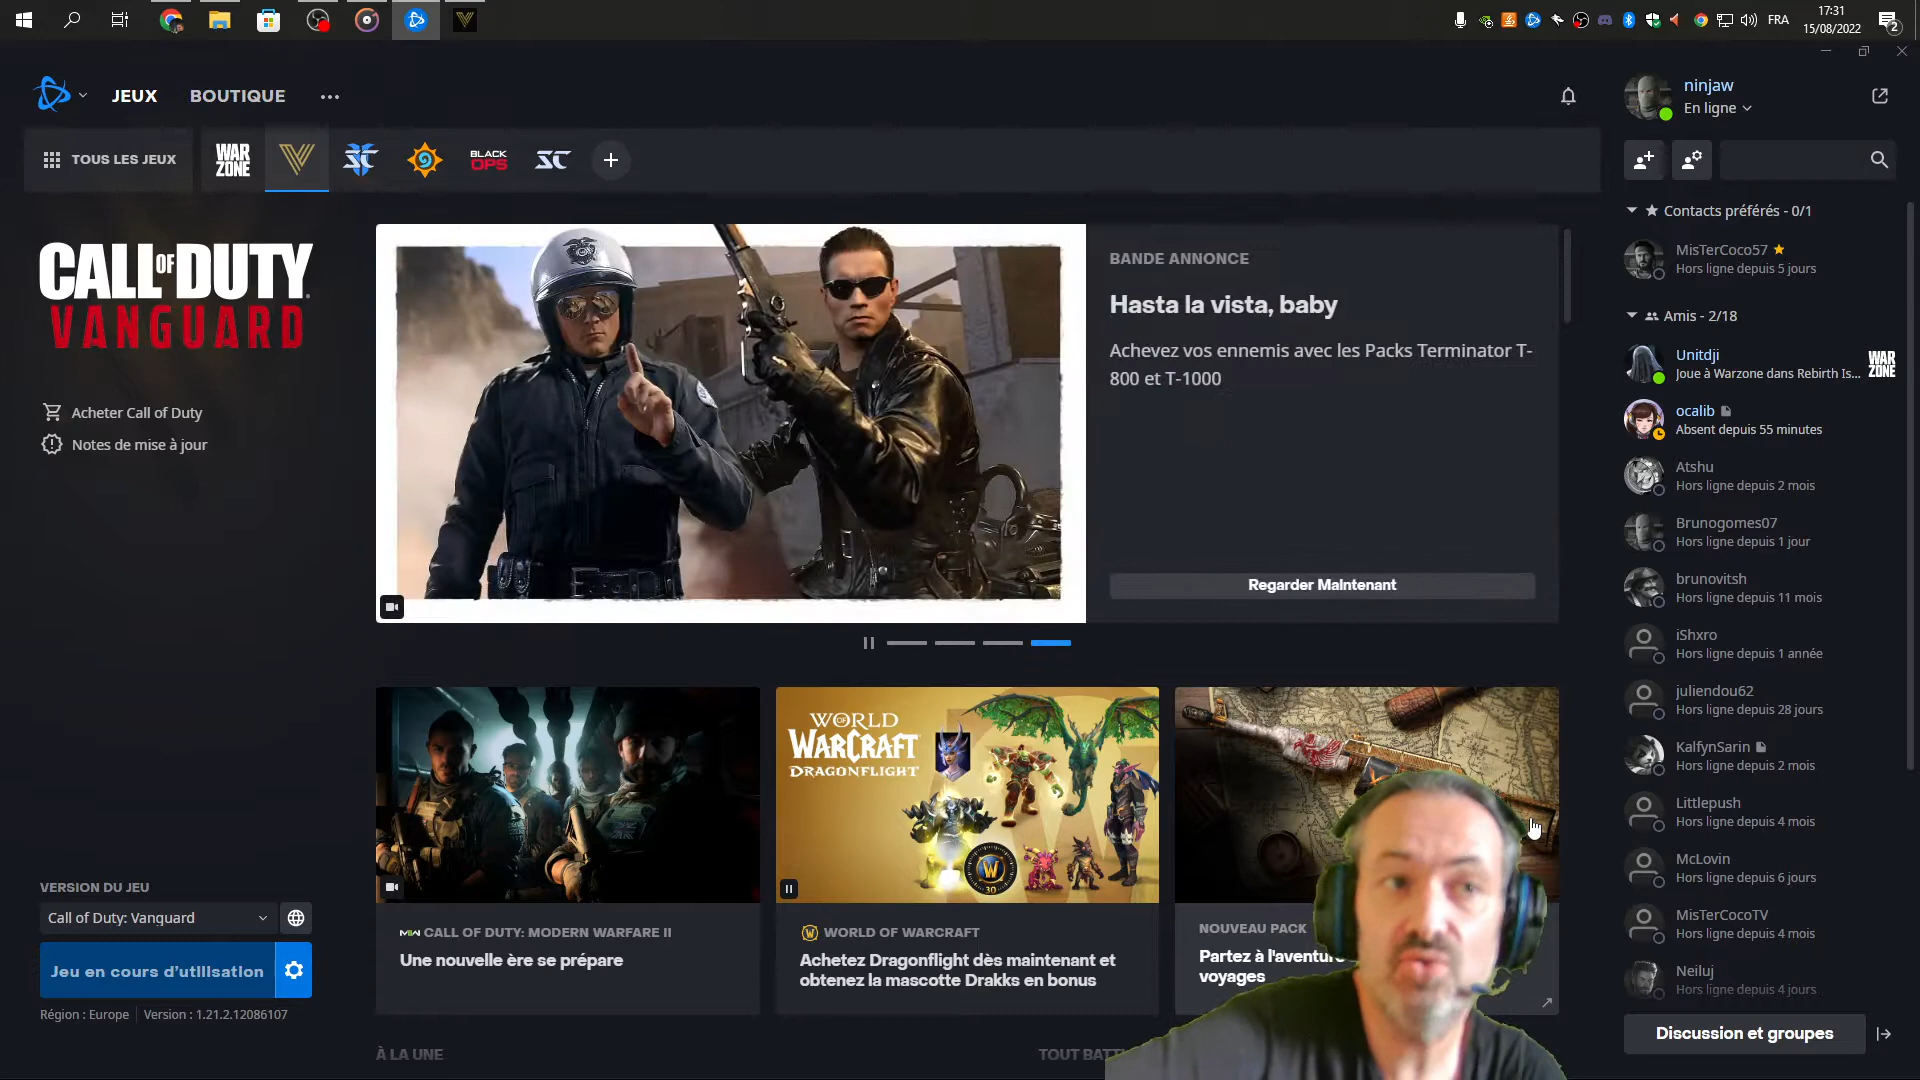 FRA
17:31
15/08/2022
2
JEUX
BOUTIQUE
ninjaw
En ligne
TOUS LES JEUX
WAR
ZONE
BLACK
OPS
Contacts préférés - 0/1
MisTerCoco57
Hors ligne depuis 5 jours
Amis - 2/18
Unitdji
Joue à Warzone dans Rebirth Is...
WAR
ZONE
ocalib
Absent depuis 55 minutes
Atshu
Hors ligne depuis 2 mois
Brunogomes07
Hors ligne depuis 1 jour
brunovitsh
Hors ligne depuis 11 mois
iShxro
Hors ligne depuis 1 année
juliendou62
Hors ligne depuis 28 jours
KalfynSarin
Hors ligne depuis 2 mois
Littlepush
Hors ligne depuis 4 mois
McLovin
Hors ligne depuis 6 jours
MisTerCocoTV
Hors ligne depuis 4 mois
Neiluj
Hors ligne depuis 4 jours
Discussion et groupes
CALL OF DUTY
VANGUARD
Acheter Call of Duty
Notes de mise à jour
BANDE ANNONCE
Hasta la vista, baby
Achevez vos ennemis avec les Packs Terminator T-
800 et T-1000
Regarder Maintenant
WORLD
OF
WARCRAFT
DRAGONFLIGHT
W
30
CALL OF DUTY: MODERN WARFARE II
Une nouvelle ère se prépare
WORLD OF WARCRAFT
Achetez Dragonflight dès maintenant et
obtenez la mascotte Drakks en bonus
NOUVEAU PACK
Partez à l'aventure
voyages
VERSION DU JEU
Call of Duty: Vanguard
Jeu en cours d'utilisation
Région : Europe
Version : 1.21.2.12086107
À LA UNE
TOUT